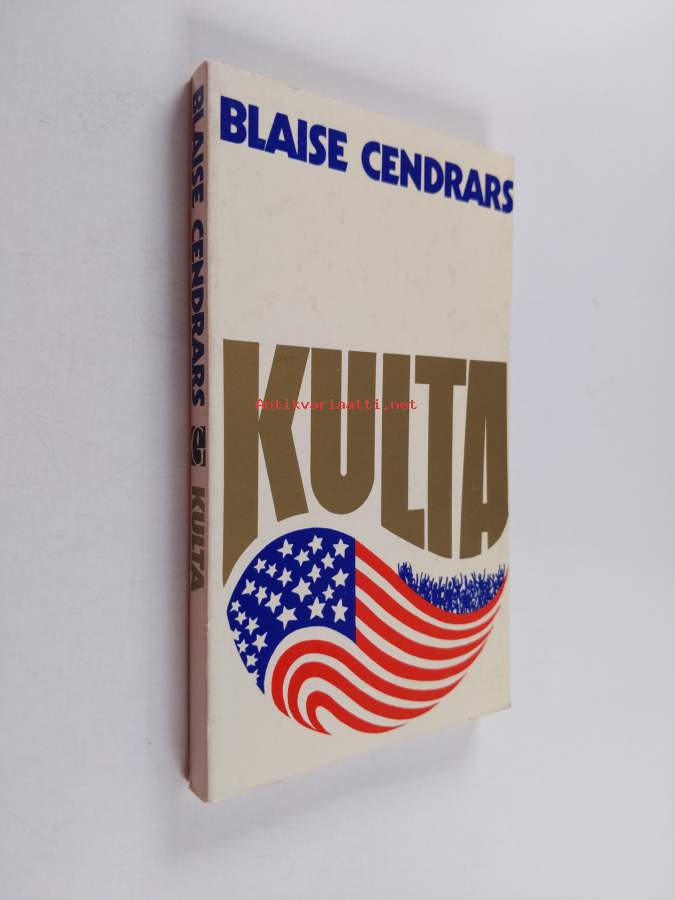 BLAISE CENDRARS
KULTA
Antikvariaatti.net
BLAISE CENDRARS KULTA